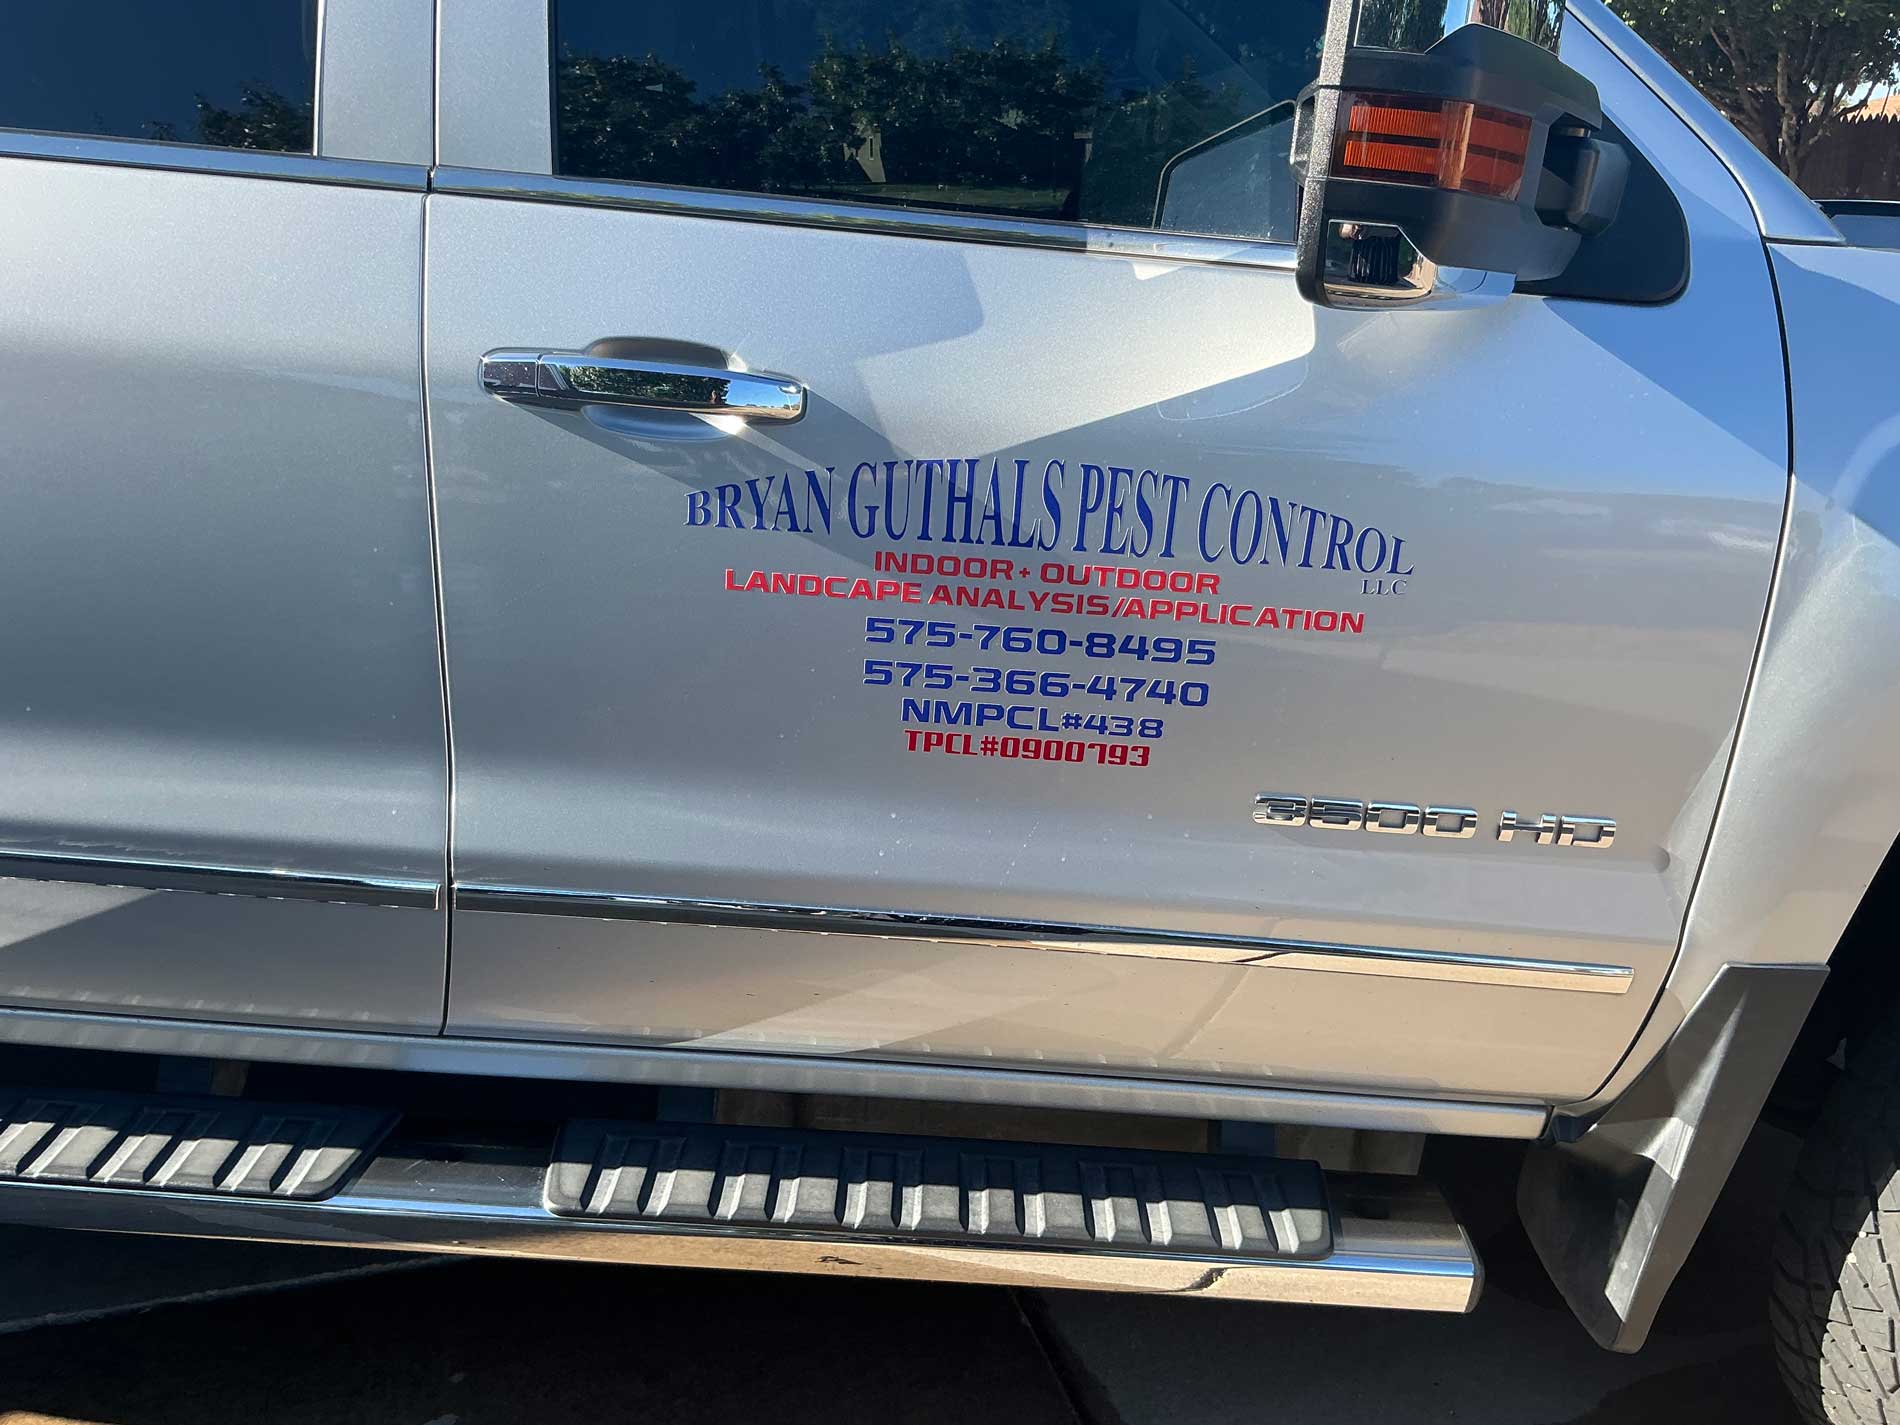 BRYAN GUTHALS PEST CONTROL
LLC
INDOOR + OUTDOOR
LANDCAPE ANALYSIS/APPLICATION
575-760-8495
575-366-4740
NMPCL#438
TPCL#0900793
3500 HD